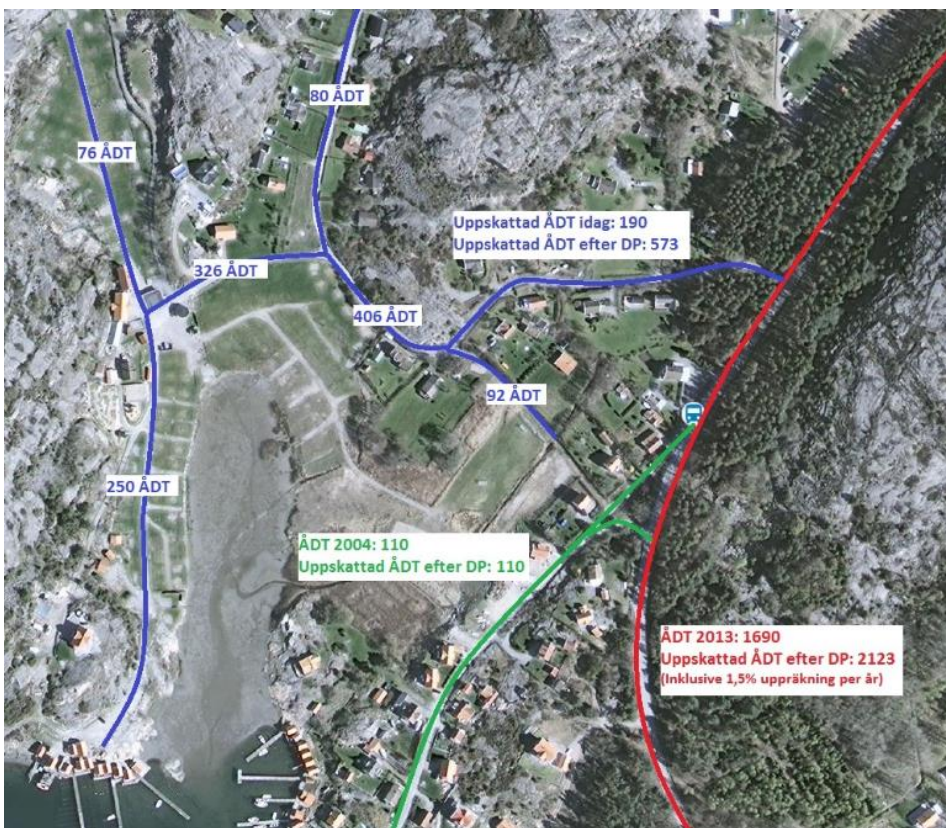 80 ÅDT
76 ÅDT
Uppskattad ÅDT idag: 190
Uppskattad ÅDT efter DP: 573
326 ÅDT
406 ÅDT
92 ÅDT
250 ÅDT
ÅDT 2004: 110
Uppskattad ÅDT efter DP: 110
ÅDT 2013: 1690
Uppskattad ÅDT efter DP: 2123
(Inklusive 1,5% uppräkning per år)